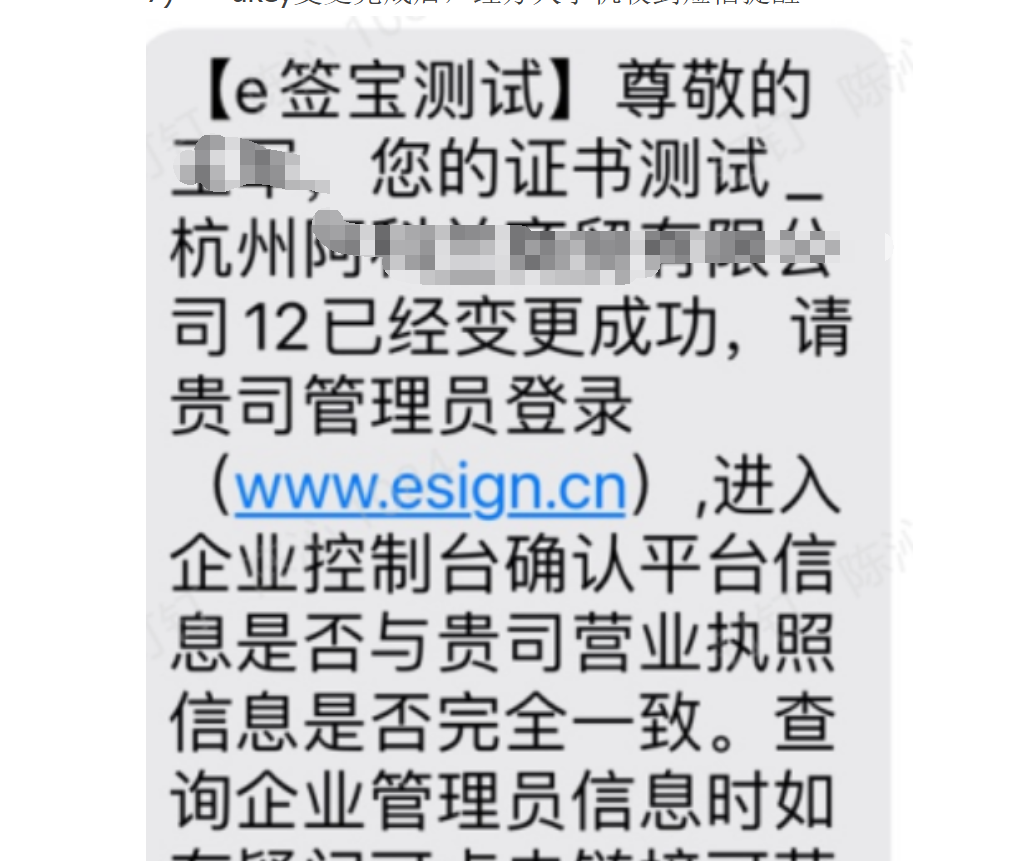 【e签宝测试】尊敬的
，您的证书测试_
杭州阿
司12已经变更成功，请
贵司管理员登录
（www.esign.cn）,进入
企业控制台确认平台信
息是否与贵司营业执照
信息是否完全一致。查
询企业管理员信息时如